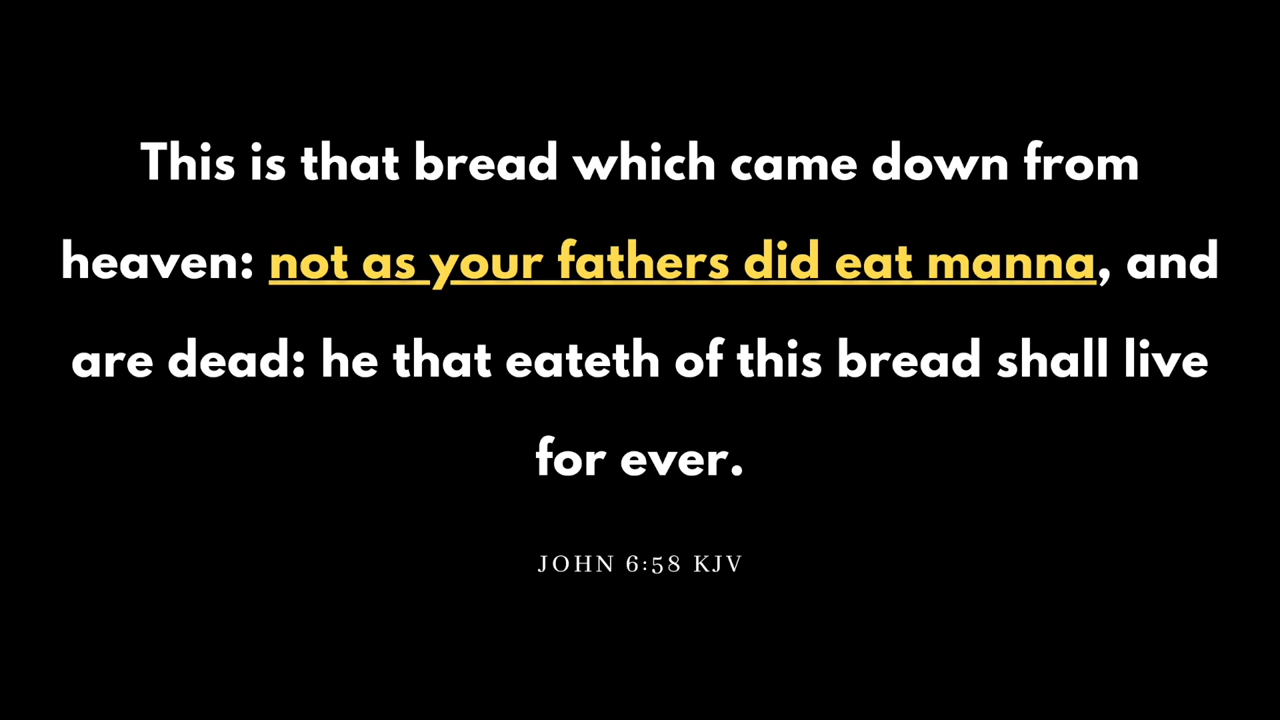 This is that bread which came down from
heaven: not as your fathers did eat manna, and
are dead: he that eateth of this bread shall live
for ever.
JOHN 6:58 KJV